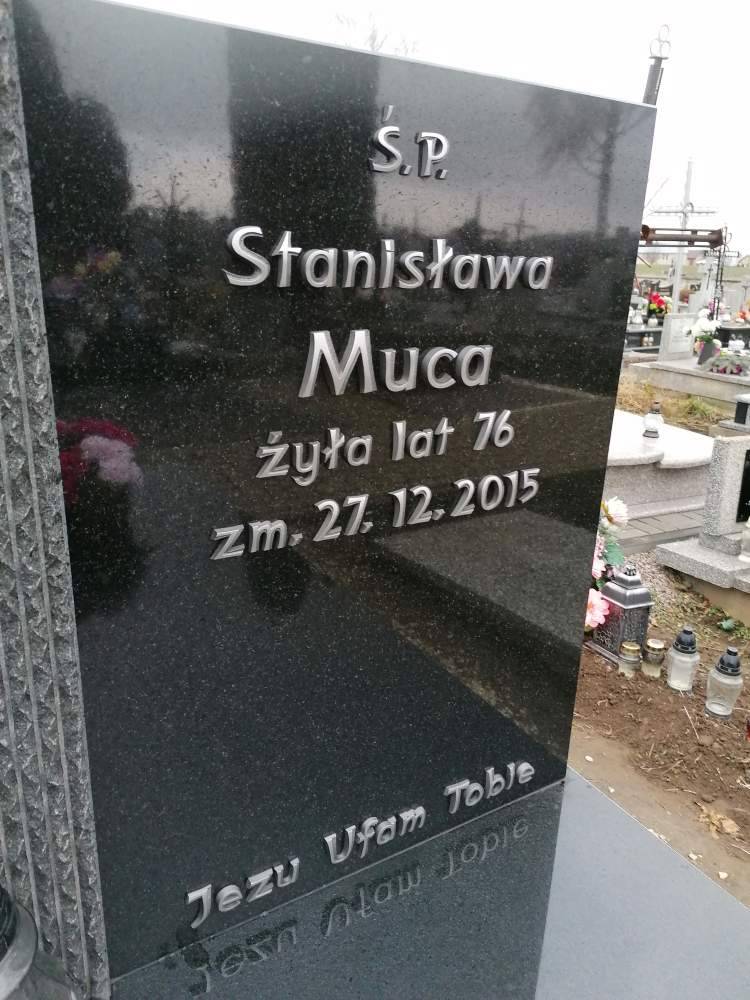 Ś.P.
Stanisława
Muca
żyła lat 76
zm. 27. 12. 2015
Jezu Ufam Tobie